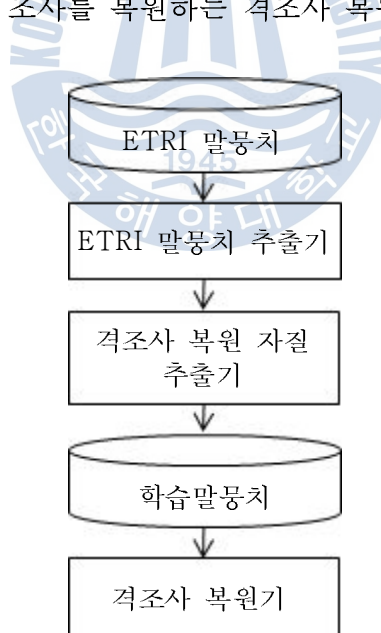 조사를 복원하는 격조사 복원
ETRI 말뭉치
1945
ETRI 말뭉치 추출기
격조사 복원 자질
추출기
학습말뭉치
격조사 복원기